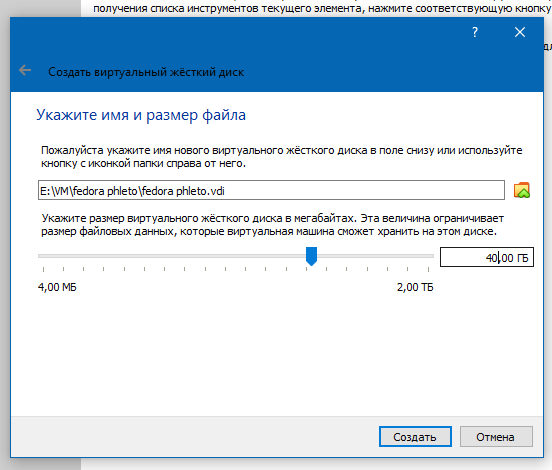 получения списка инструментов текущего элемента, нажмите соответствующую кнопку
?
Создать виртуальный жёсткий диск
Укажите имя и размер файла
Пожалуйста укажите имя нового виртуального жёсткого диска в поле снизу или используйте
кнопку с иконкой папки справа от него.
E:\VM\fedora phleto\fedora phleto.vdi
Укажите размер виртуального жёсткого диска в мегабайтах. Эта величина ограничивает
размер файловых данных, которые виртуальная машина сможет хранить на этом диске.
40,00 ГБ
4,00 МБ 2,00 ТБ
Создать Отмена